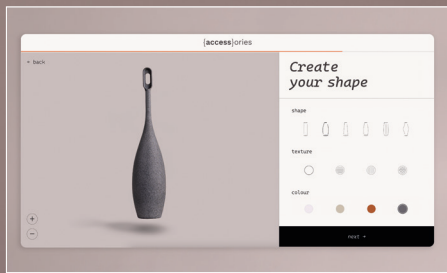 {access}ories
← back
Create
your shape
shape
texture
colour
+
−
next →